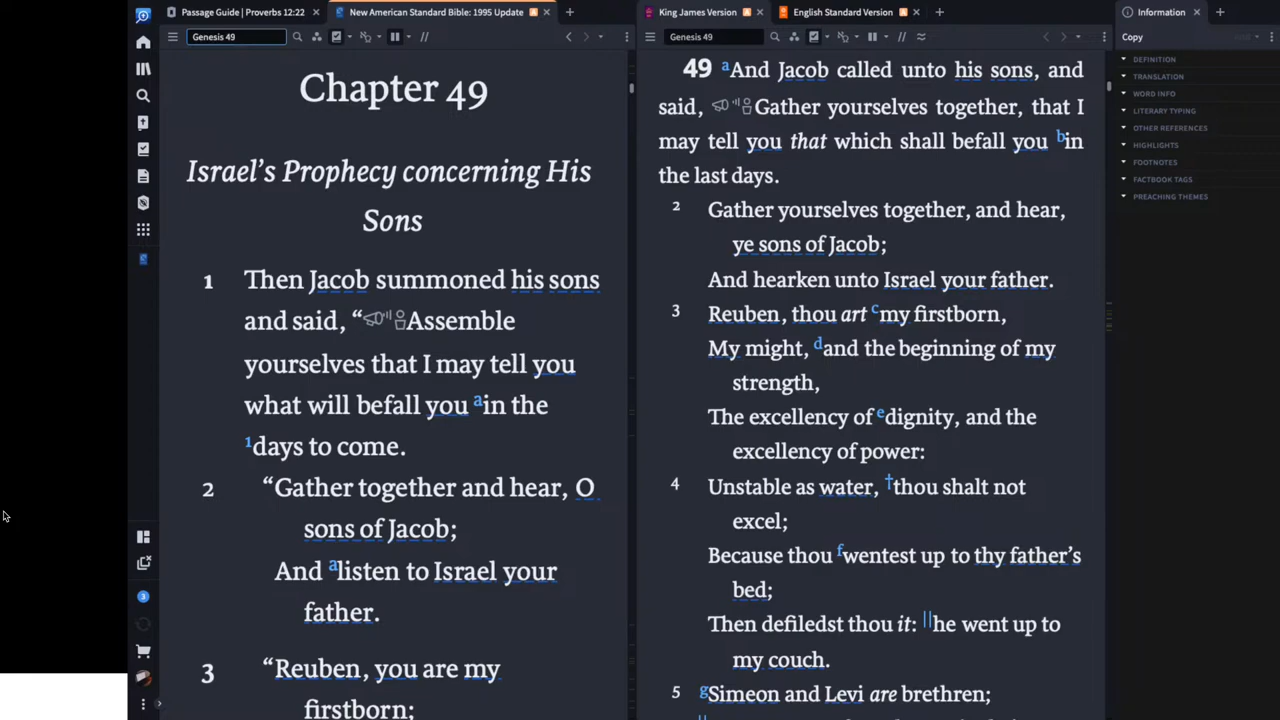 Passage Guide | Proverbs 12:22
New American Standard Bible: 1995 Update
A
King James Version
A
English Standard Version
A
Information
Genesis 49
Genesis 49
Copy
Chapter 49
Israel's Prophecy concerning His
Sons
1 Then Jacob summoned his sons
and said, “Assemble
yourselves that I may tell you
what will befall you ᵃin the
¹days to come.
2 “Gather together and hear, O
sons of Jacob;
And ᵃlisten to Israel your
father.
3 “Reuben, you are my
firstborn;
49 ᵃAnd Jacob called unto his sons, and
said, Gather yourselves together, that I
may tell you that which shall befall you ᵇin
the last days.
2 Gather yourselves together, and hear,
ye sons of Jacob;
And hearken unto Israel your father.
3 Reuben, thou art ᶜmy firstborn,
My might, ᵈand the beginning of my
strength,
The excellency of ᵉdignity, and the
excellency of power:
4 Unstable as water, †thou shalt not
excel;
Because thou ᶠwentest up to thy father's
bed;
Then defiledst thou it: ||he went up to
my couch.
5 ᵍSimeon and Levi are brethren;
DEFINITION
TRANSLATION
WORD INFO
LITERARY TYPING
OTHER REFERENCES
HIGHLIGHTS
FOOTNOTES
FACTBOOK TAGS
PREACHING THEMES
3